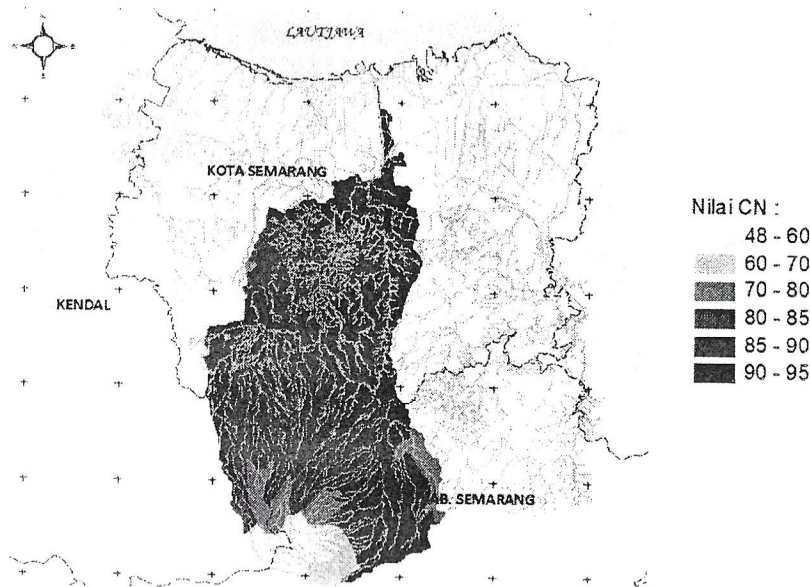 LAUT JAWA
KOTA SEMARANG
KENDAL
AB. SEMARANG
Nilai CN :
48 - 60
60 - 70
70 - 80
80 - 85
85 - 90
90 - 95